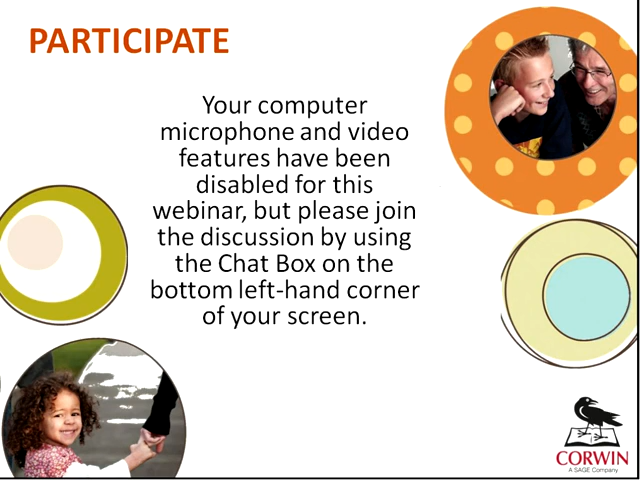 PARTICIPATE
Your computer
microphone and video
features have been
disabled for this
webinar, but please join
the discussion by using
the Chat Box on the
bottom left-hand corner
of your screen.
CORWIN
A SAGE Company